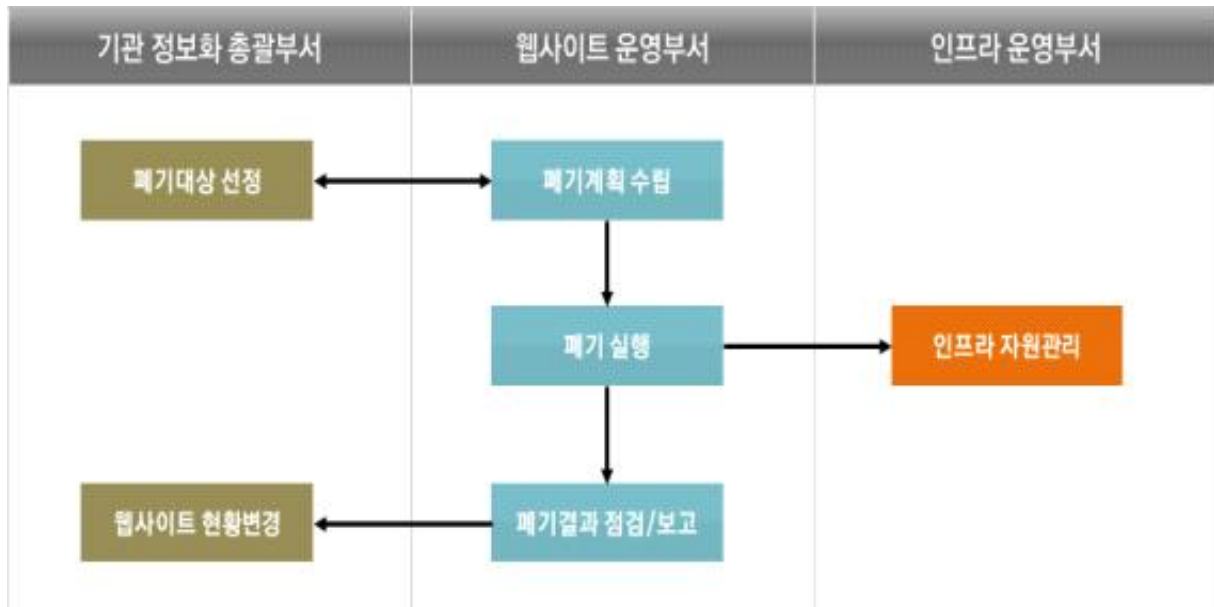 기관 정보화 총괄부서
웹사이트 운영부서
인프라 운영부서
폐기대상 선정
폐기계획 수립
폐기 실행
인프라 자원관리
웹사이트 현황변경
폐기결과 점검/보고